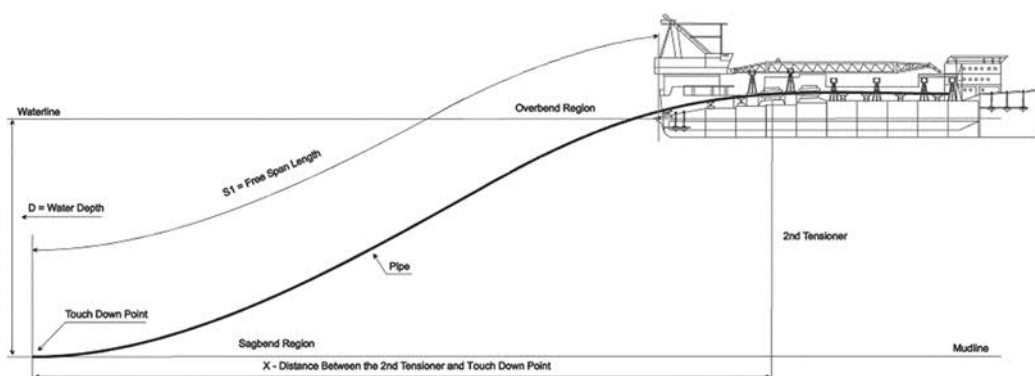 Waterline
Overbend Region
S1 = Free Span Length
D = Water Depth
2nd Tensioner
Pipe
Touch Down Point
Sagbend Region
Mudline
X - Distance Between the 2nd Tensioner and Touch Down Point